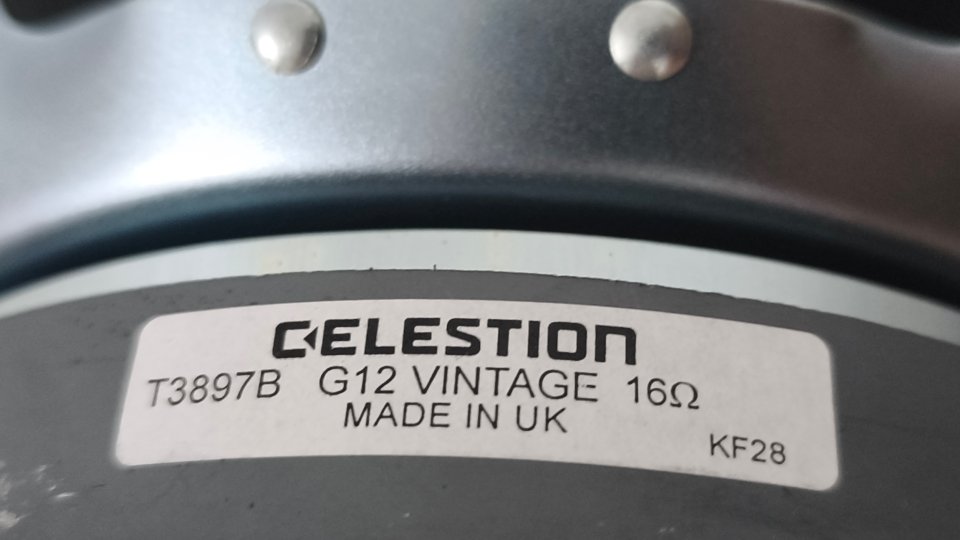 CELESTION
T3897B G12 VINTAGE 16Ω
MADE IN UK
KF28